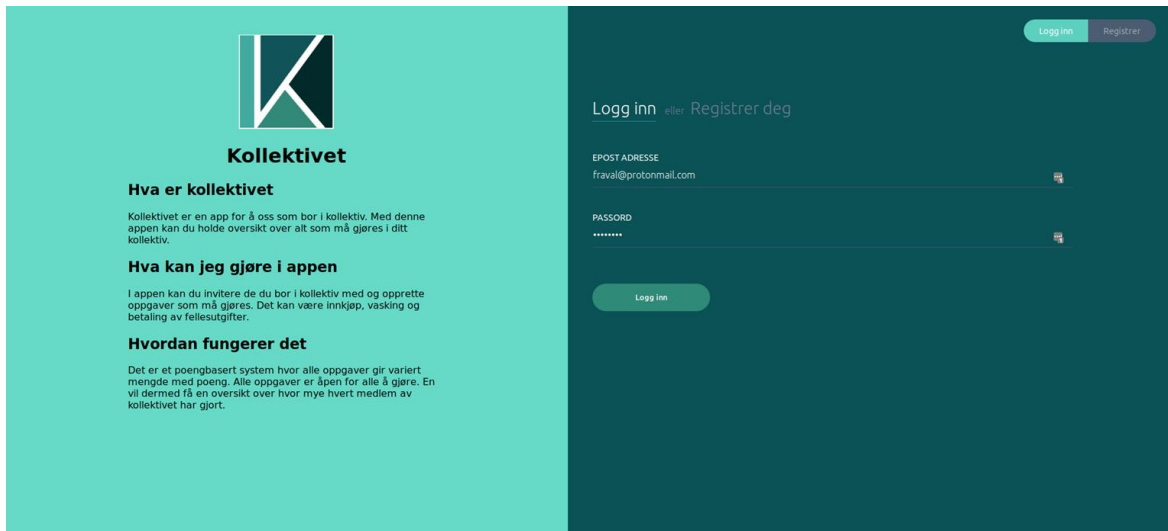 Kollektivet
Hva er kollektivet
Kollektivet er en app for å oss som bor i kollektiv. Med denne
appen kan du holde oversikt over alt som må gjøres i ditt
kollektiv.
Hva kan jeg gjøre i appen
I appen kan du invitere de du bor i kollektiv med og opprette
oppgaver som må gjøres. Det kan være innkjøp, vasking og
betaling av fellesutgifter.
Hvordan fungerer det
Det er et poengbasert system hvor alle oppgaver gir variert
mengde med poeng. Alle oppgaver er åpen for alle å gjøre. En
vil dermed få en oversikt over hvor mye hvert medlem av
kollektivet har gjort.
Logg inn Registrer
Logg inn eller Registrer deg
EPOST ADRESSE
fraval@protonmail.com
PASSORD
••••••••
Logg inn